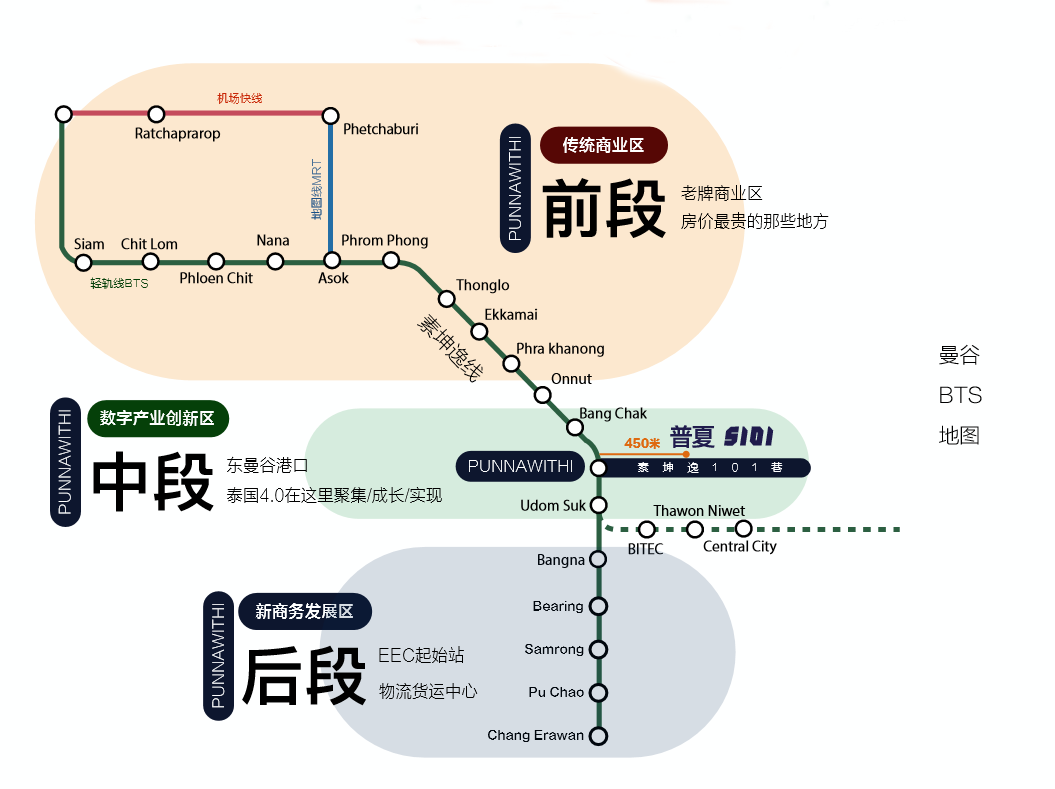 机场快线
Ratchaprarop
Phetchaburi
地图线MRT
Siam
Chit Lom
Phloen Chit
Nana
Asok
Phrom Phong
轻轨线BTS
Thonglo
Ekkamai
Phra khanong
Onnut
Bang Chak
素坤逸线
PUNNAWITHI
传统商业区
前段
老牌商业区
房价最贵的那些地方
曼谷
BTS
地图
PUNNAWITHI
数字产业创新区
中段
东曼谷港口
泰国4.0在这里聚集/成长/实现
PUNNAWITHI
450米
普夏 S101
素坤逸101巷
Udom Suk
Thawon Niwet
BITEC
Central City
Bangna
Bearing
Samrong
Pu Chao
Chang Erawan
PUNNAWITHI
新商务发展区
后段
EEC起始站
物流货运中心